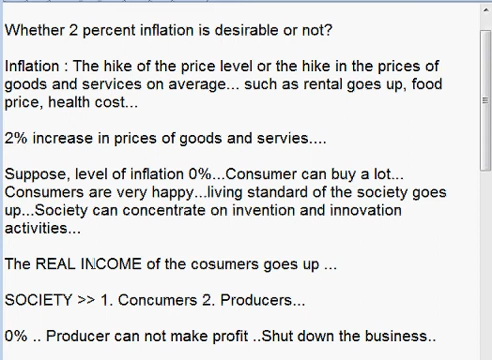 Whether 2 percent inflation is desirable or not?
Inflation : The hike of the price level or the hike in the prices of
goods and services on average... such as rental goes up, food
price, health cost...
2% increase in prices of goods and servies....
Suppose, level of inflation 0%...Consumer can buy a lot...
Consumers are very happy...living standard of the society goes
up...Society can concentrate on invention and innovation
activities...
The REAL INCOME of the cosumers goes up ...
SOCIETY >> 1. Concumers 2. Producers...
0% .. Producer can not make profit ..Shut down the business..